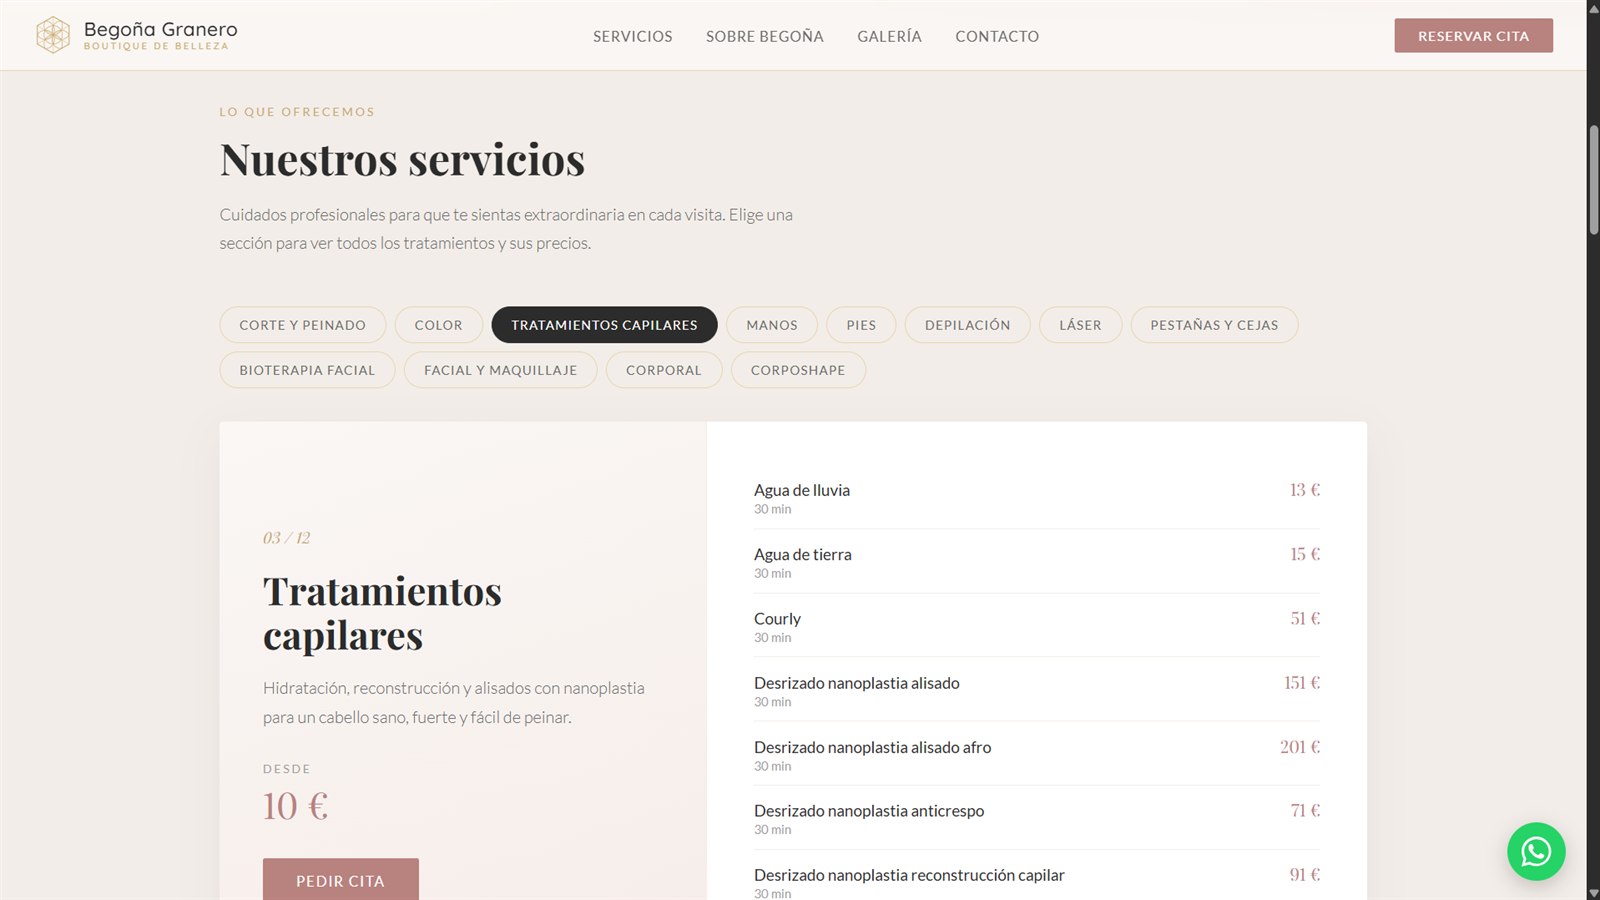 Begoña Granero
BOUTIQUE DE BELLEZA
SERVICIOS
SOBRE BEGOÑA
GALERÍA
CONTACTO
RESERVAR CITA
LO QUE OFRECEMOS
Nuestros servicios
Cuidados profesionales para que te sientas extraordinaria en cada visita. Elige una
sección para ver todos los tratamientos y sus precios.
CORTE Y PEINADO
COLOR
TRATAMIENTOS CAPILARES
MANOS
PIES
DEPILACIÓN
LÁSER
PESTAÑAS Y CEJAS
BIOTERAPIA FACIAL
FACIAL Y MAQUILLAJE
CORPORAL
CORPOSHAPE
03 / 12
Tratamientos
capilares
Hidratación, reconstrucción y alisados con nanoplastia
para un cabello sano, fuerte y fácil de peinar.
DESDE
10 €
PEDIR CITA
Agua de lluvia 13 €
30 min
Agua de tierra 15 €
30 min
Courly 51 €
30 min
Desrizado nanoplastia alisado 151 €
30 min
Desrizado nanoplastia alisado afro 201 €
30 min
Desrizado nanoplastia anticrespo 71 €
30 min
Desrizado nanoplastia reconstrucción capilar 91 €
30 min